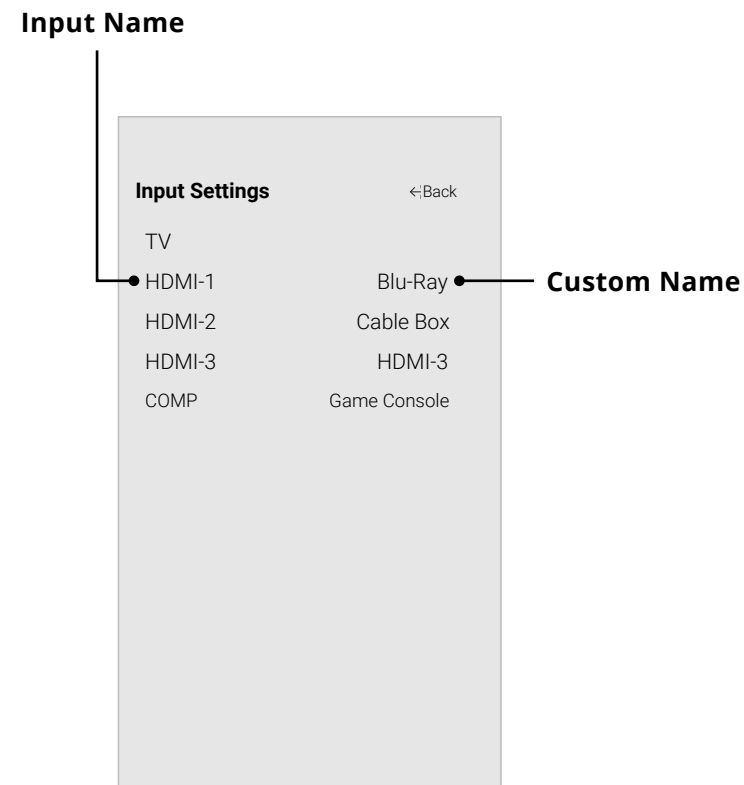 Input Name
Input Settings ←Back
TV
HDMI-1 Blu-Ray Custom Name
HDMI-2 Cable Box
HDMI-3 HDMI-3
COMP Game Console